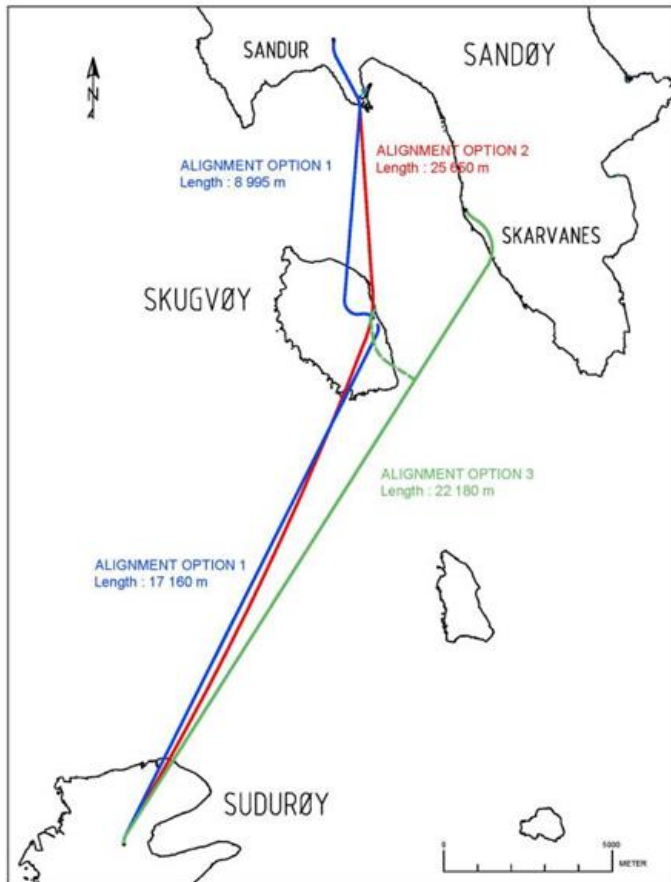 SANDUR
SANDØY
N
ALIGNMENT OPTION 1
Length : 8 995 m
ALIGNMENT OPTION 2
Length : 25 650 m
SKARVANES
SKUGVØY
ALIGNMENT OPTION 3
Length : 22 180 m
ALIGNMENT OPTION 1
Length : 17 160 m
SUDURØY
0
5000
METER